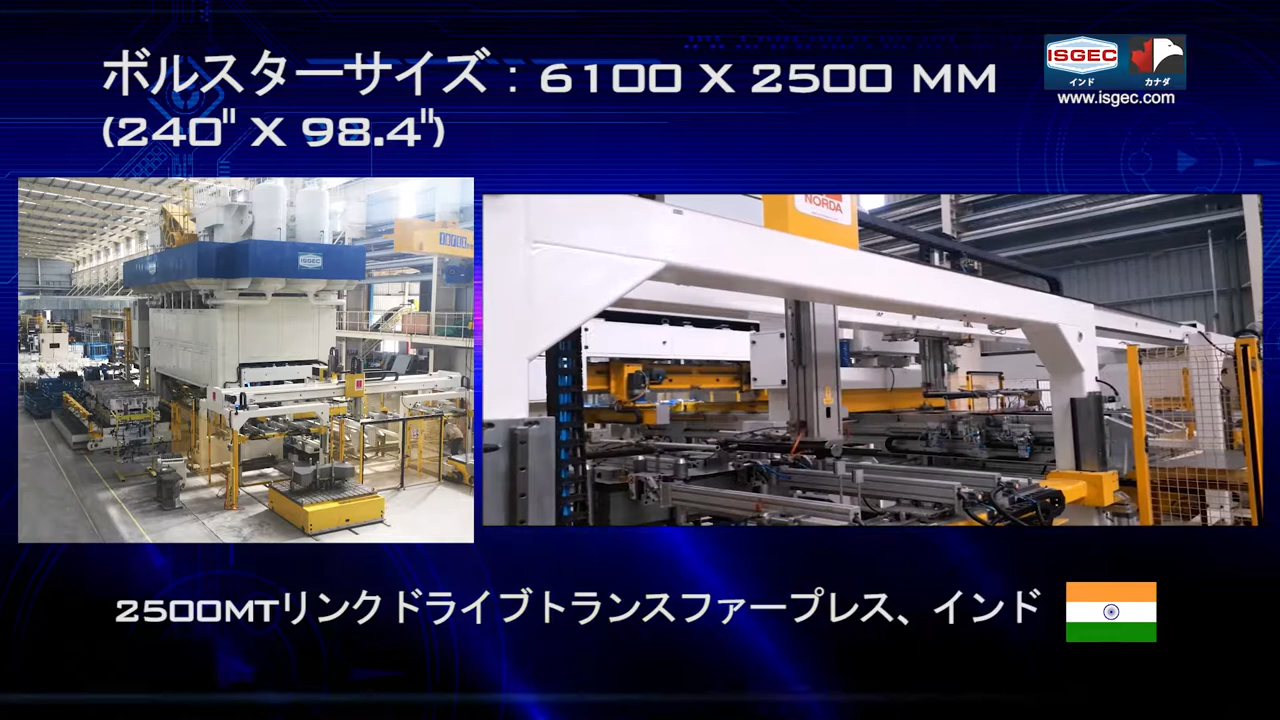 ボルスターサイズ：6100 X 2500 MM
(240" X 98.4")
ISGEC
インド
カナダ
www.isgec.com
ISGEC
NORDA
2500MTリンクドライブトランスファープレス、インド